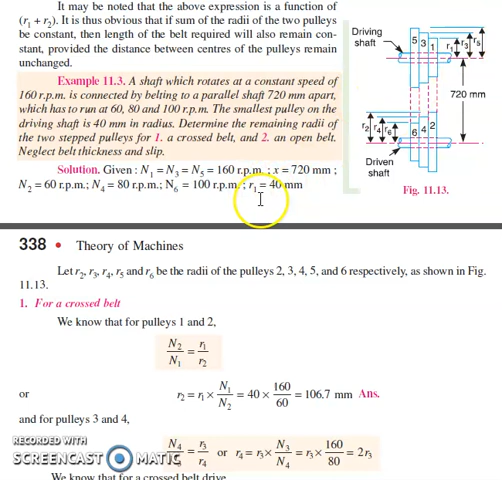 It may be noted that the above expression is a function of
(r1 + r2). It is thus obvious that if sum of the radii of the two pulleys
be constant, then length of the belt required will also remain con-
stant, provided the distance between centres of the pulleys remain
unchanged.
Example 11.3. A shaft which rotates at a constant speed of
160 r.p.m. is connected by belting to a parallel shaft 720 mm apart,
which has to run at 60, 80 and 100 r.p.m. The smallest pulley on the
driving shaft is 40 mm in radius. Determine the remaining radii of
the two stepped pulleys for 1. a crossed belt, and 2. an open belt.
Neglect belt thickness and slip.
Solution. Given : N1 = N3 = N5 = 160 r.p.m. ; x = 720 mm ;
N2 = 60 r.p.m.; N4 = 80 r.p.m.; N6 = 100 r.p.m. ; r1 = 40 mm
Driving
shaft
5 3 1
r1 r3 r5
720 mm
r2 r4 r6
6 4 2
Driven
shaft
Fig. 11.13.
338 • Theory of Machines
Let r2, r3, r4, r5 and r6 be the radii of the pulleys 2, 3, 4, 5, and 6 respectively, as shown in Fig.
11.13.
1. For a crossed belt
We know that for pulleys 1 and 2,
N2/N1 = r1/r2
or r2 = r1 × N1/N2 = 40 × 160/60 = 106.7 mm Ans.
and for pulleys 3 and 4,
N4/N3 = r3/r4 or r4 = r3 × N3/N4 = r3 × 160/80 = 2r3
RECORDED WITH
SCREENCAST MATIC
We know that for a crossed belt drive